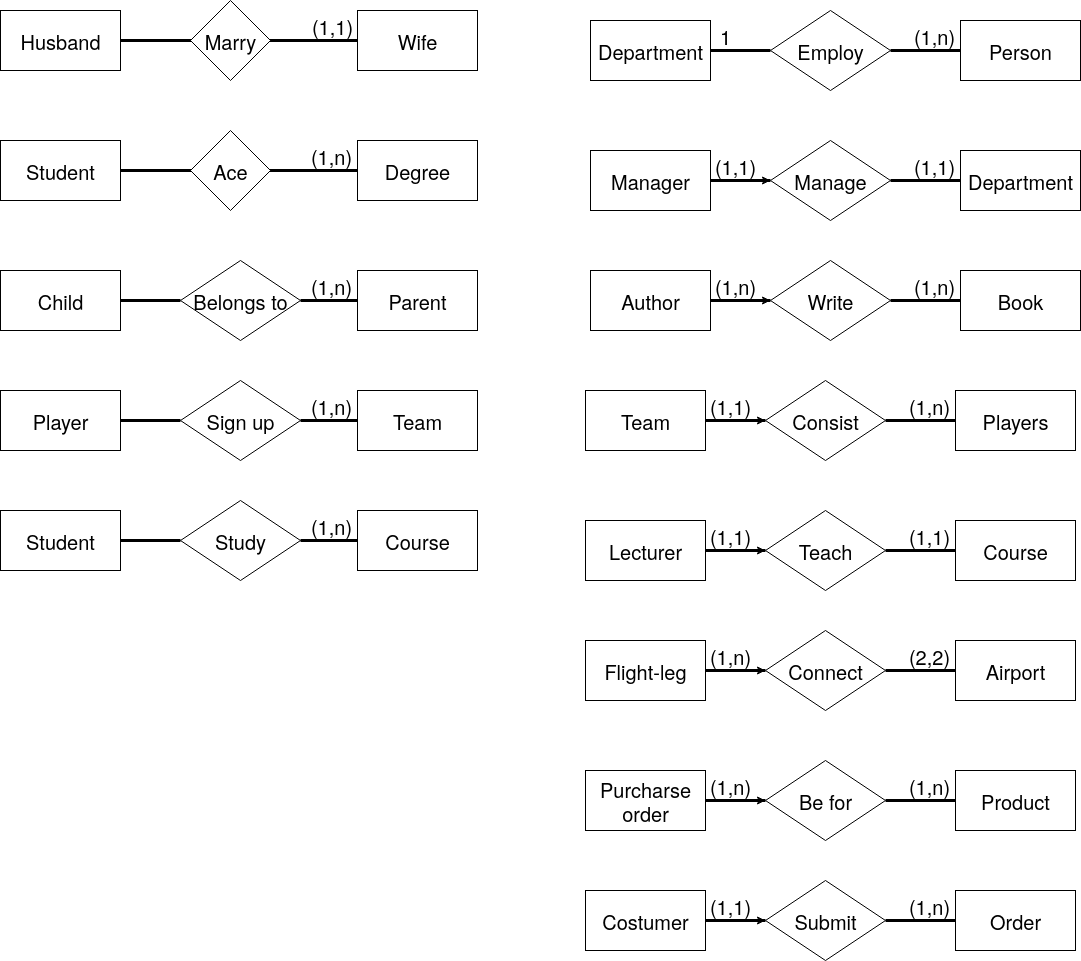 Husband Marry (1,1) Wife
Student Ace (1,n) Degree
Child Belongs to (1,n) Parent
Player Sign up (1,n) Team
Student Study (1,n) Course
Department 1 Employ (1,n) Person
Manager (1,1) Manage (1,1) Department
Author (1,n) Write (1,n) Book
Team (1,1) Consist (1,n) Players
Lecturer (1,1) Teach (1,1) Course
Flight-leg (1,n) Connect (2,2) Airport
Purcharse
order
(1,n) Be for (1,n) Product
Costumer (1,1) Submit (1,n) Order